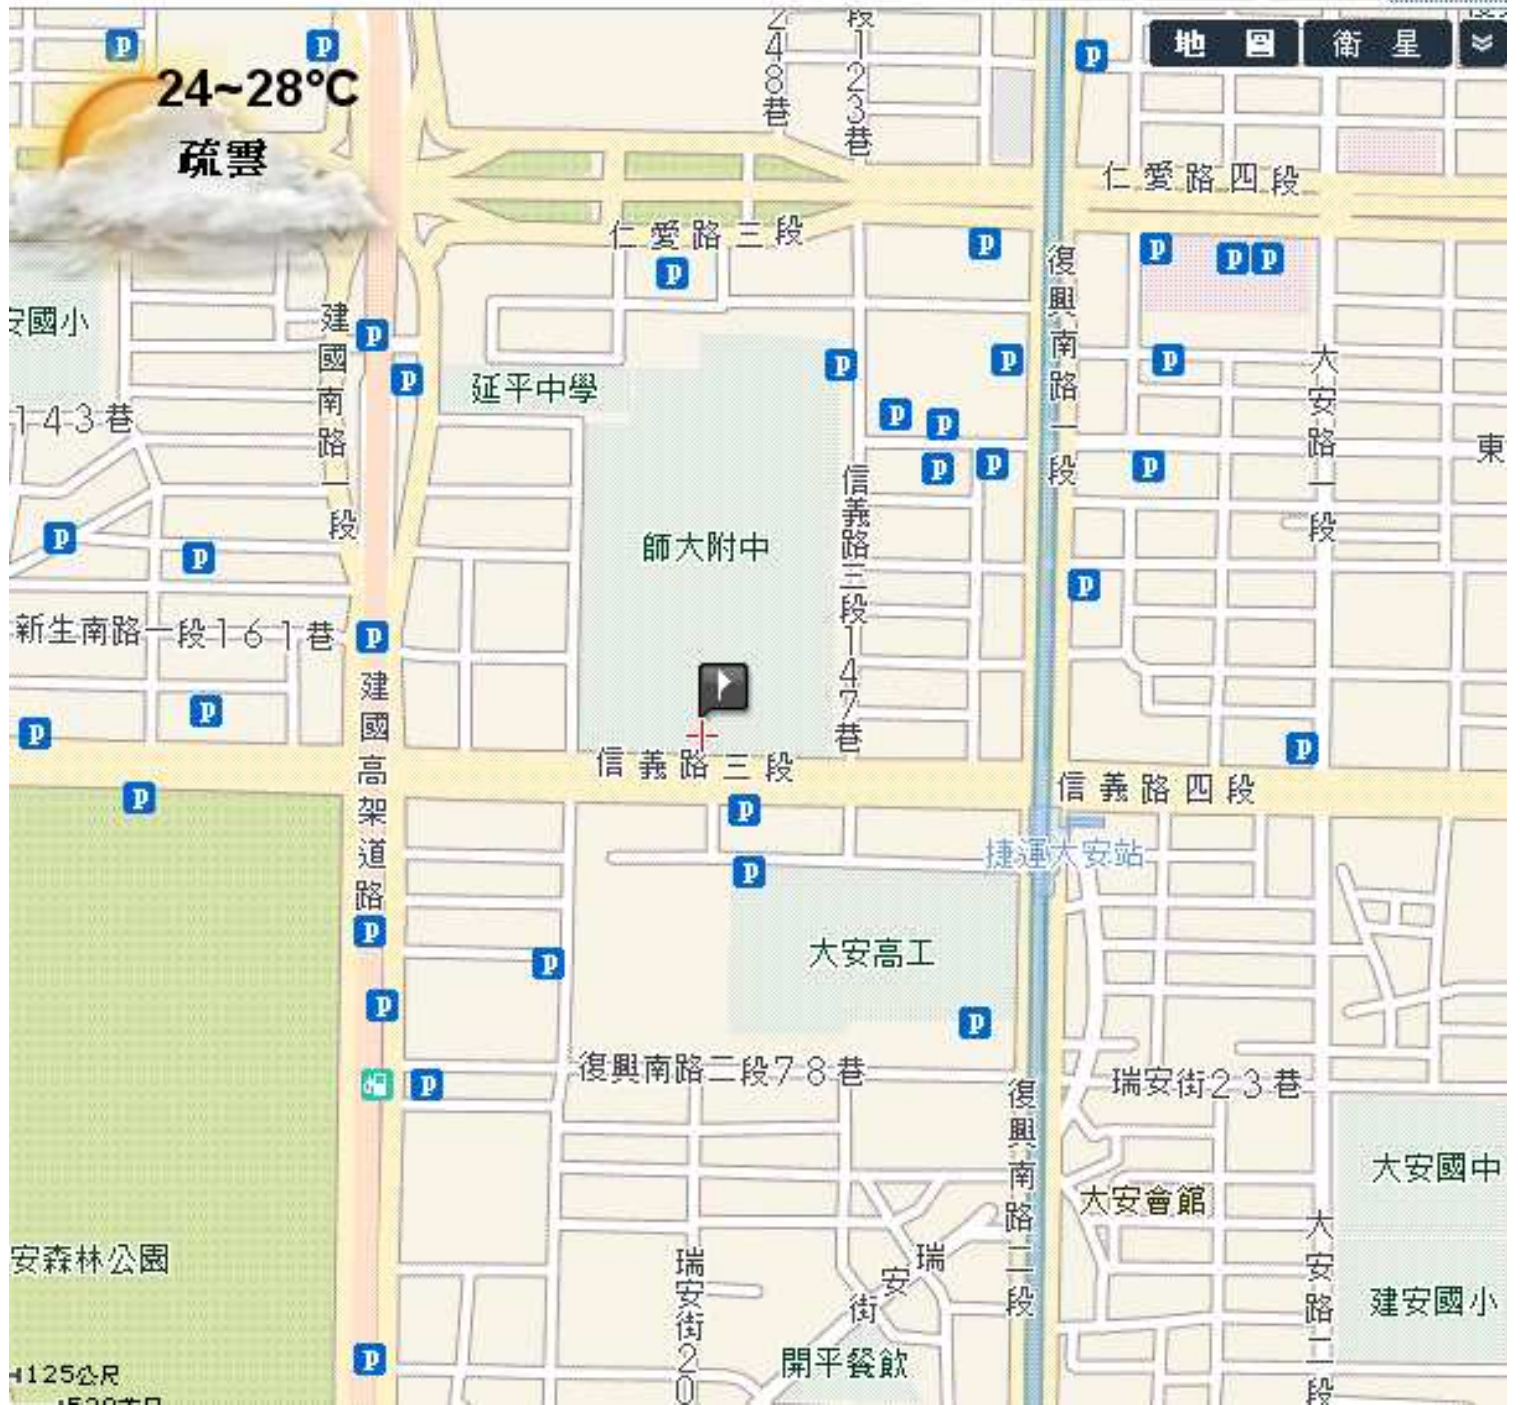 248巷
段123巷
地圖
衛星
24~28°C
疏雲
仁愛路四段
仁愛路三段
復興南路一段
建國南路一段
安國小
大安路一段
延平中學
143巷
東
信義路三段147巷
師大附中
新生南路一段161巷
建國高架道路
信義路三段
信義路四段
捷運大安站
大安高工
復興南路二段78巷
瑞安街23巷
復興南路二段
大安國中
大安會館
大安路二段
安森林公園
瑞安街20
瑞安街
建安國小
開平餐飲
125公尺